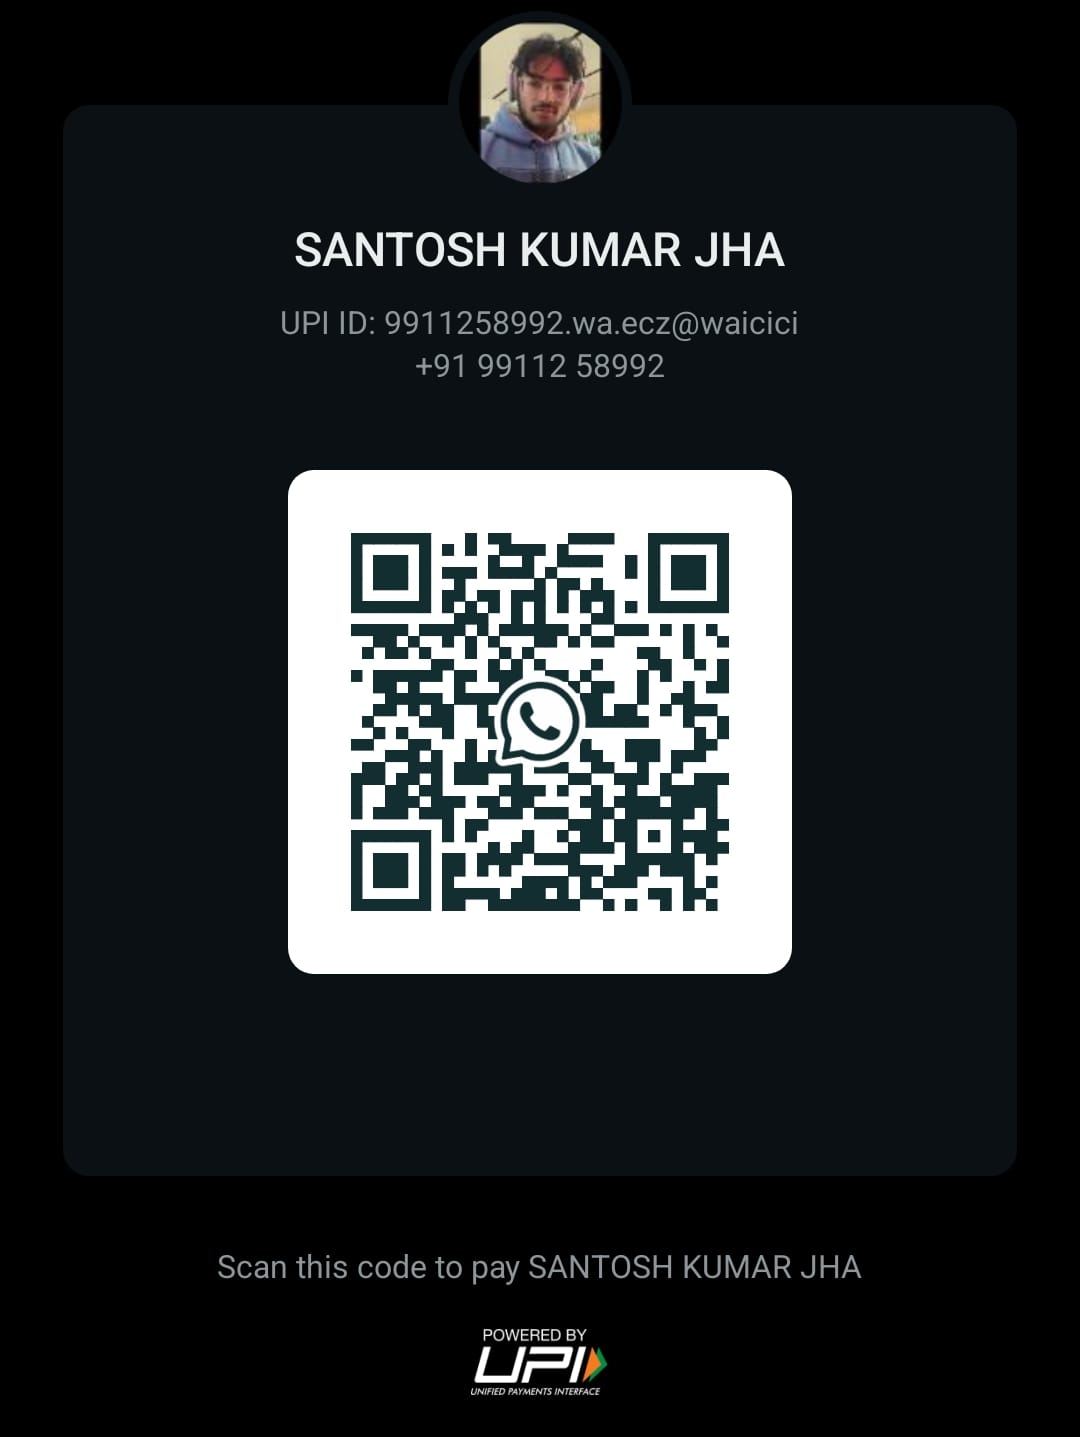 SANTOSH KUMAR JHA
UPI ID: 9911258992.wa.ecz@waicici
+91 99112 58992
Scan this code to pay SANTOSH KUMAR JHA
POWERED BY
UPI
UNIFIED PAYMENTS INTERFACE